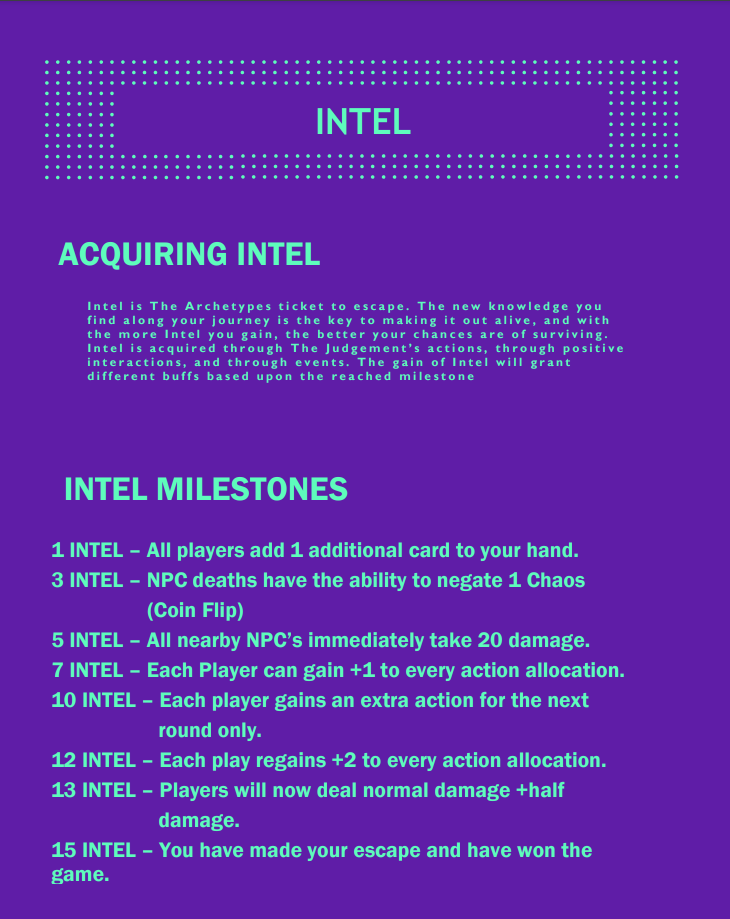 INTEL
ACQUIRING INTEL
Intel is The Archetypes ticket to escape. The new knowledge you
find along your journey is the key to making it out alive, and with
the more Intel you gain, the better your chances are of surviving.
Intel is acquired through The Judgement's actions, through positive
interactions, and through events. The gain of Intel will grant
different buffs based upon the reached milestone
INTEL MILESTONES
1 INTEL – All players add 1 additional card to your hand.
3 INTEL – NPC deaths have the ability to negate 1 Chaos
(Coin Flip)
5 INTEL – All nearby NPC's immediately take 20 damage.
7 INTEL – Each Player can gain +1 to every action allocation.
10 INTEL – Each player gains an extra action for the next
round only.
12 INTEL – Each play regains +2 to every action allocation.
13 INTEL – Players will now deal normal damage +half
damage.
15 INTEL – You have made your escape and have won the
game.